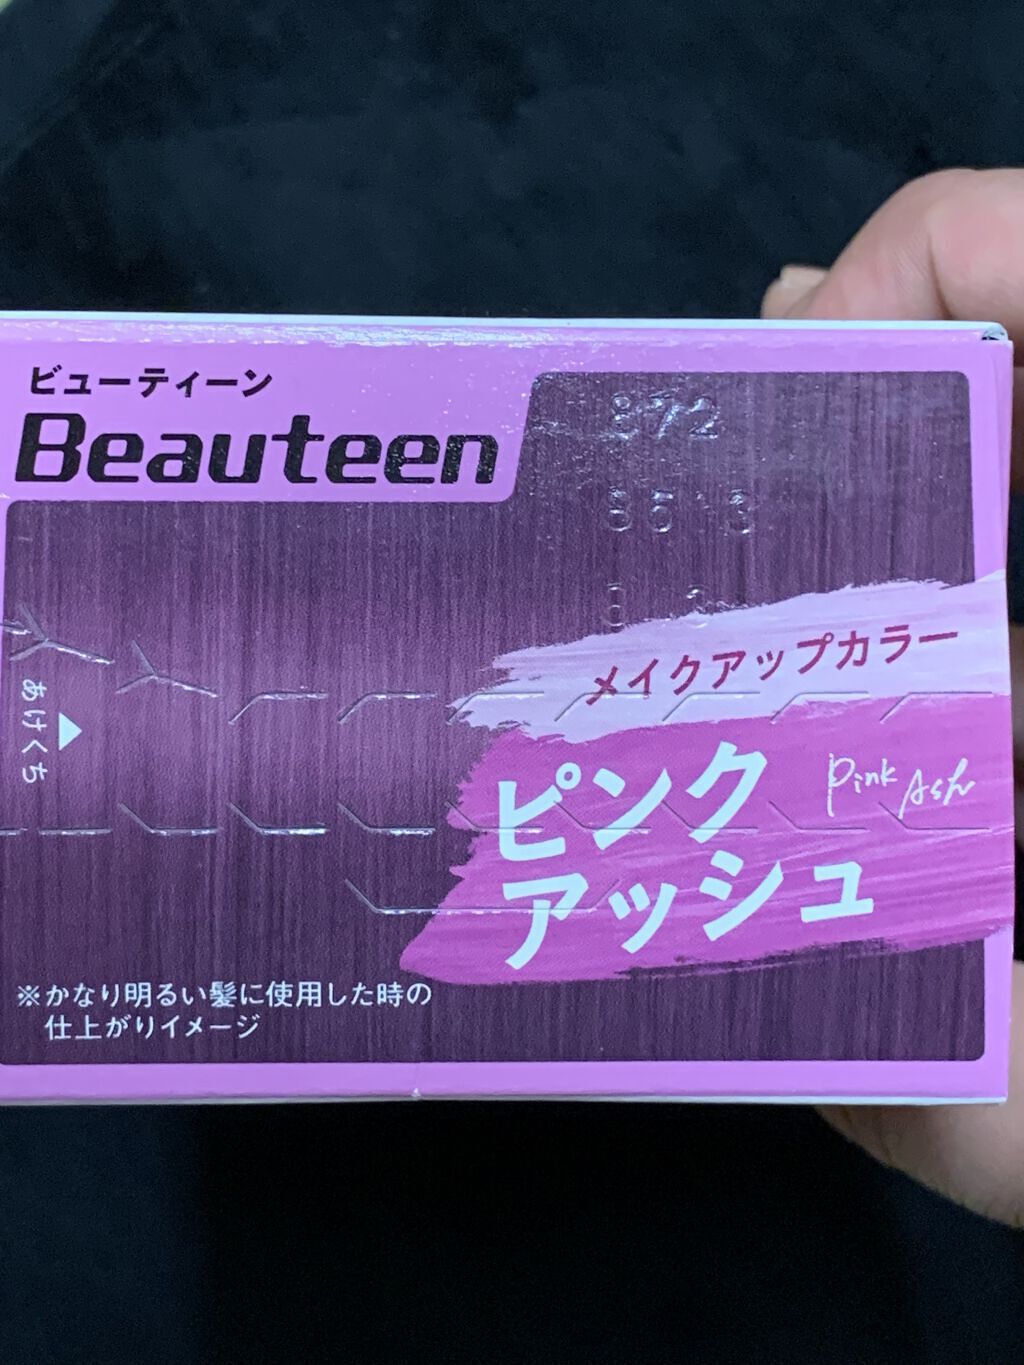 ビューティーン
Beauteen
872
メイクアップカラー
ピンク
アッシュ
Pink Ash
あけくち
※かなり明るい髪に使用した時の
仕上がりイメージ